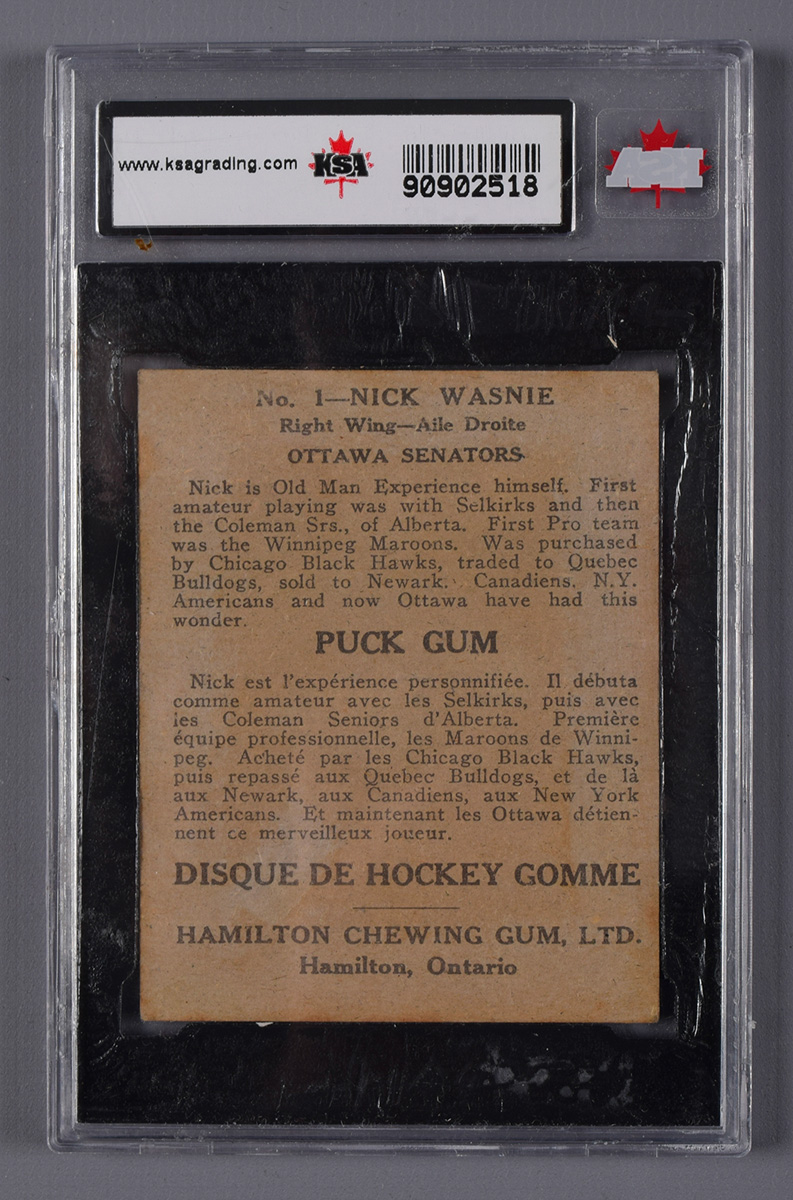 www.ksagrading.com
KSA
90902518
No. 1—NICK WASNIE
Right Wing—Aile Droite
OTTAWA SENATORS
Nick is Old Man Experience himself. First
amateur playing was with Selkirks and then
the Coleman Srs., of Alberta. First Pro team
was the Winnipeg Maroons. Was purchased
by Chicago Black Hawks, traded to Quebec
Bulldogs, sold to Newark. Canadiens. N.Y.
Americans and now Ottawa have had this
wonder.
PUCK GUM
Nick est l'expérience personnifiée. Il débuta
comme amateur avec les Selkirks, puis avec
les Coleman Seniors d'Alberta. Première
équipe professionnelle, les Maroons de Winni-
peg. Acheté par les Chicago Black Hawks,
puis repassé aux Quebec Bulldogs, et de là
aux Newark, aux Canadiens, aux New York
Americans. Et maintenant les Ottawa détien-
nent ce merveilleux joueur.
DISQUE DE HOCKEY GOMME
HAMILTON CHEWING GUM, LTD.
Hamilton, Ontario